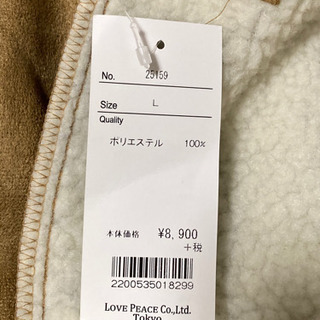 No. 25159
Size L
Quality
ポリエステル 100%
本体価格 ¥8,900
+税
2200535018299
LOVE PEACE Co.,Ltd.
Tokyo